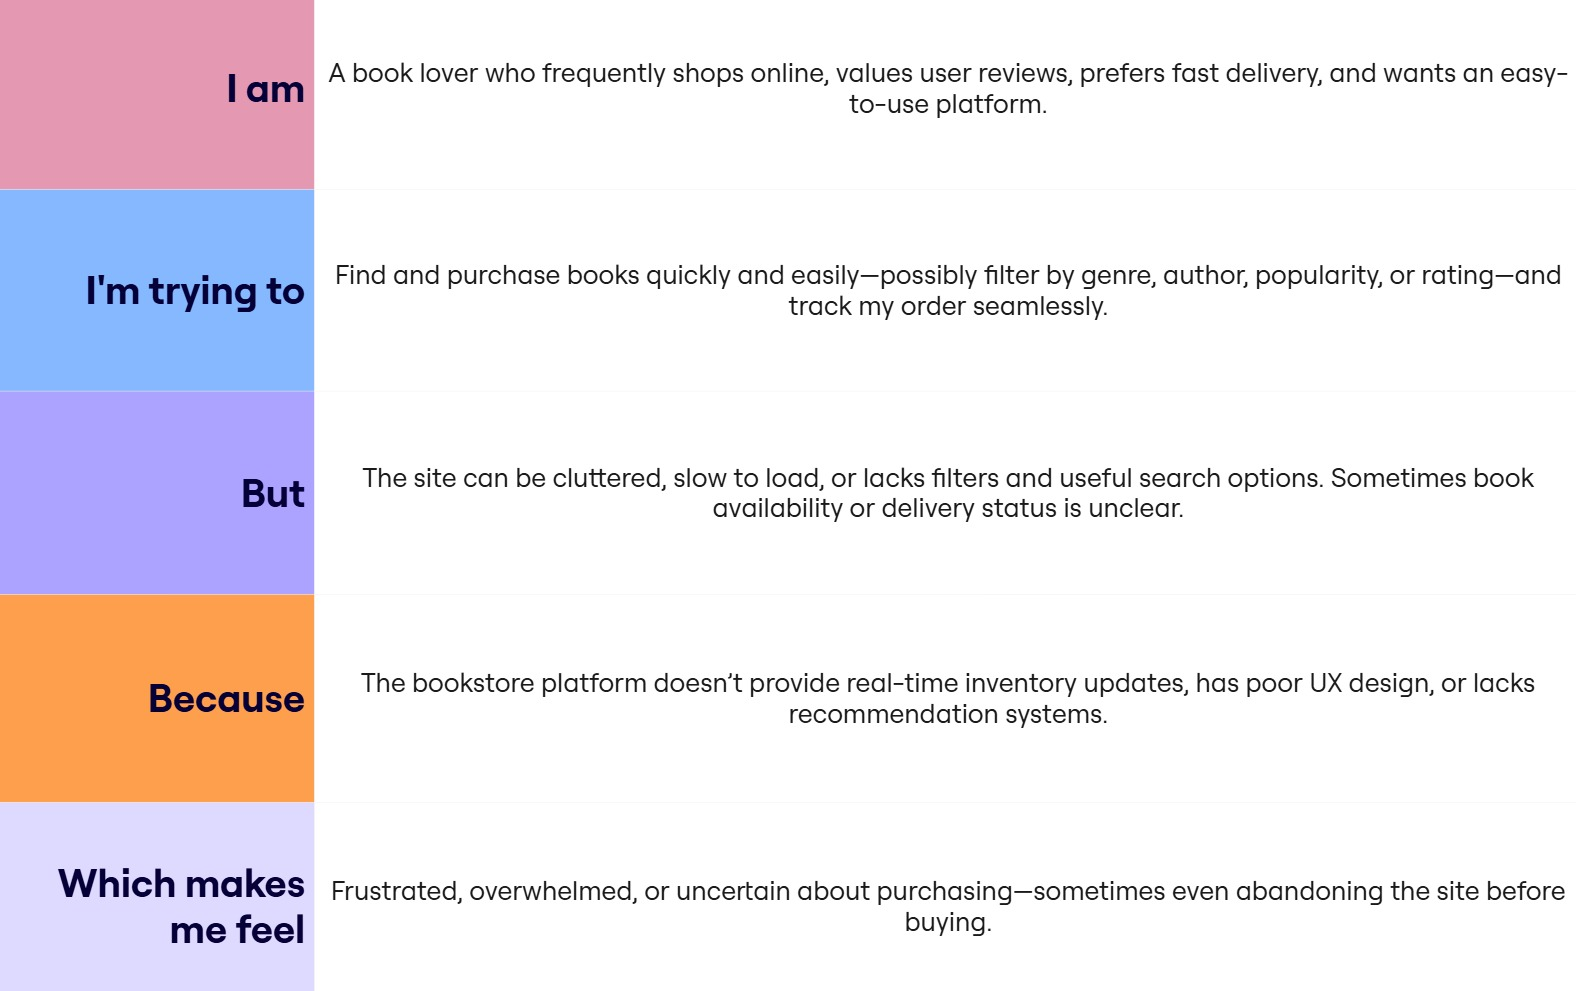 I am
A book lover who frequently shops online, values user reviews, prefers fast delivery, and wants an easy-
to-use platform.
I'm trying to
Find and purchase books quickly and easily—possibly filter by genre, author, popularity, or rating—and
track my order seamlessly.
But
The site can be cluttered, slow to load, or lacks filters and useful search options. Sometimes book
availability or delivery status is unclear.
Because
The bookstore platform doesn’t provide real-time inventory updates, has poor UX design, or lacks
recommendation systems.
Which makes
me feel
Frustrated, overwhelmed, or uncertain about purchasing—sometimes even abandoning the site before
buying.